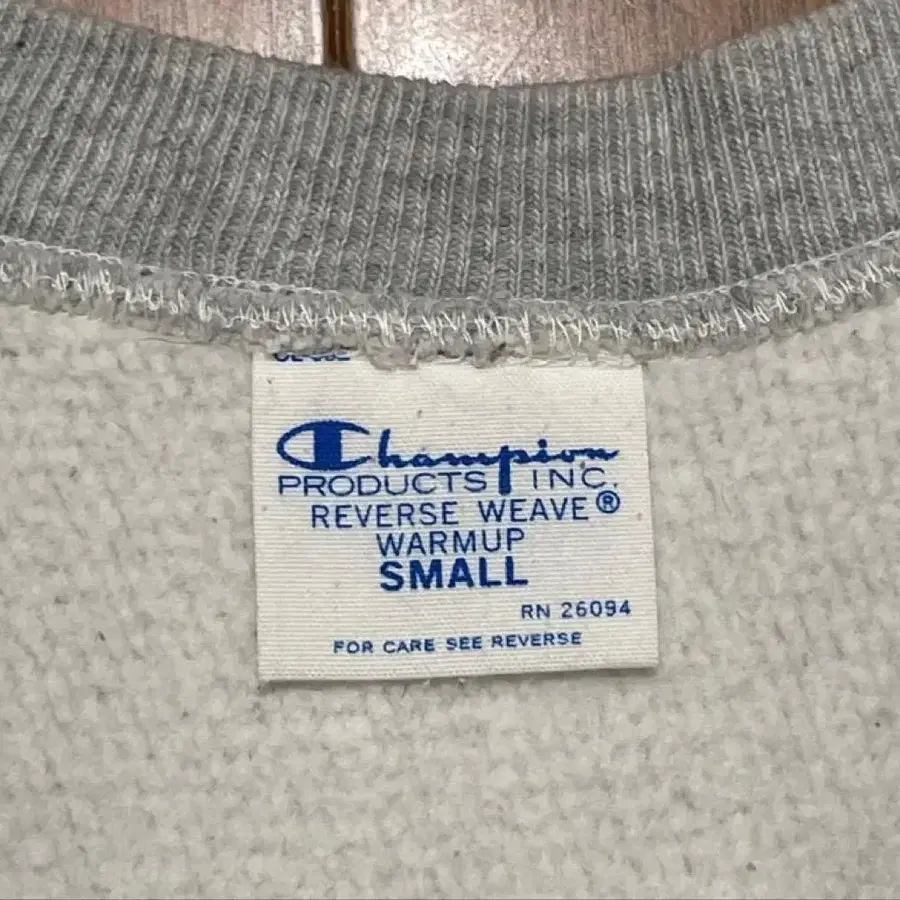 Champion
PRODUCTS INC.
REVERSE WEAVE®
WARMUP
SMALL
RN 26094
FOR CARE SEE REVERSE